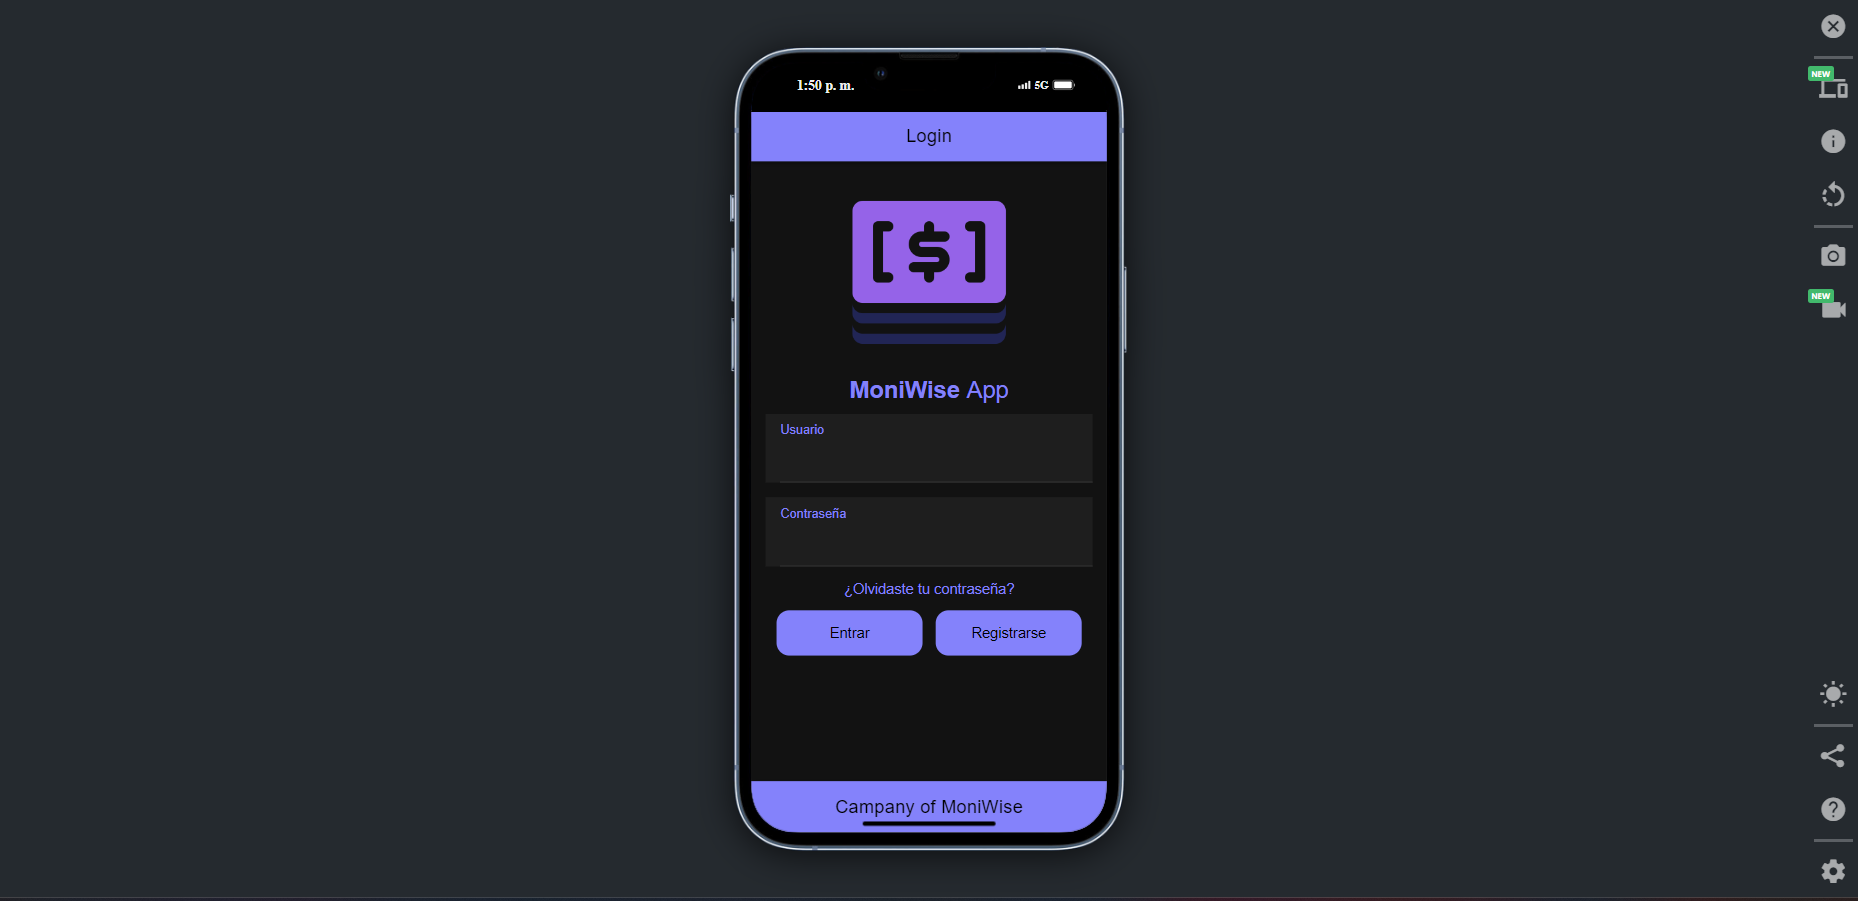 1:50 p. m.
5G
Login
[$]
MoniWise App
Usuario
Contraseña
¿Olvidaste tu contraseña?
Entrar
Registrarse
Campany of MoniWise
NEW
NEW